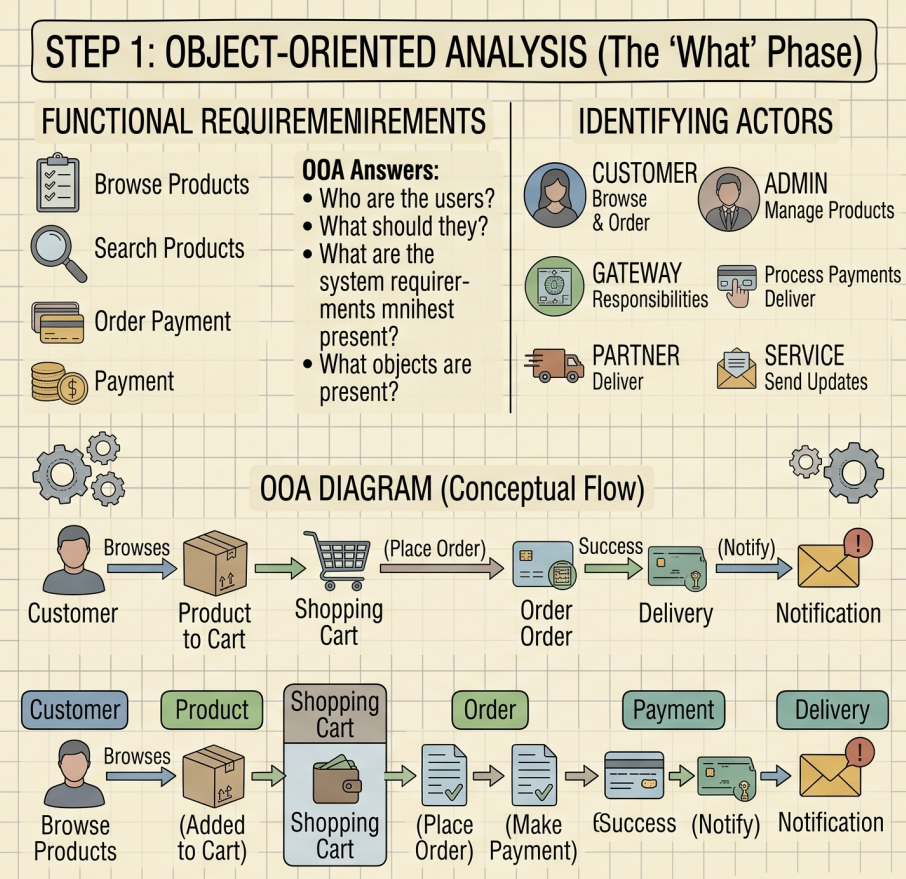 STEP 1: OBJECT-ORIENTED ANALYSIS (The ‘What’ Phase)
FUNCTIONAL REQUIREMENIREMENTS
Browse Products
Search Products
Order Payment
Payment
OOA Answers:
• Who are the users?
• What should they?
• What are the
system requirer-
ments mnihest
present?
• What objects are
present?
IDENTIFYING ACTORS
CUSTOMER
Browse
& Order
ADMIN
Manage Products
GATEWAY
Responsibilities
Process Payments
Deliver
PARTNER
Deliver
SERVICE
Send Updates
OOA DIAGRAM (Conceptual Flow)
Browses
(Place Order)
Success
(Notify)
Customer
Product
to Cart
Shopping
Cart
Order
Order
Delivery
Notification
Customer
Product
Shopping
Cart
Order
Payment
Delivery
Browses
Browse
Products
(Added
to Cart)
Shopping
Cart
(Place
Order)
(Make
Payment)
(Success
(Notify)
Notification